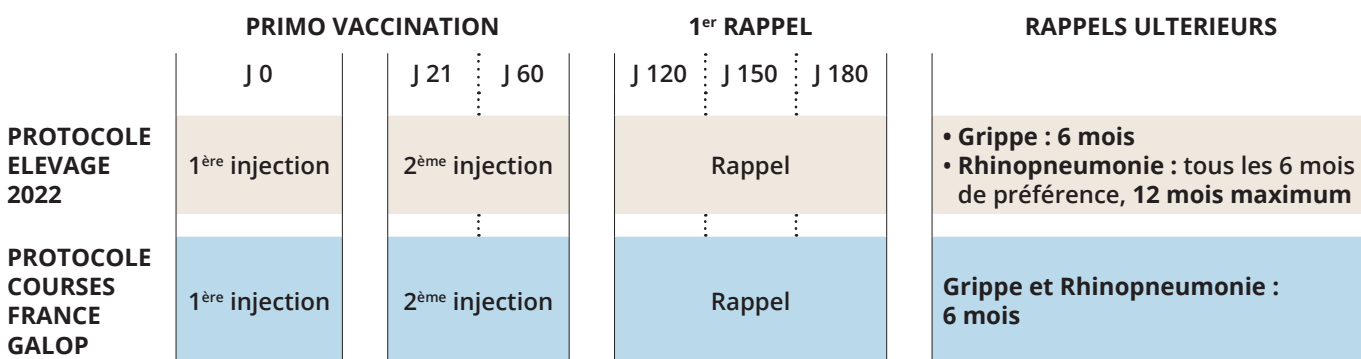 PRIMO VACCINATION
1er RAPPEL
RAPPELS ULTERIEURS
J 0
J 21
J 60
J 120
J 150
J 180
PROTOCOLE
ELEVAGE
2022
1ère injection
2ème injection
Rappel
• Grippe : 6 mois
• Rhinopneumonie : tous les 6 mois
de préférence, 12 mois maximum
PROTOCOLE
COURSES
FRANCE
GALOP
1ère injection
2ème injection
Rappel
Grippe et Rhinopneumonie :
6 mois